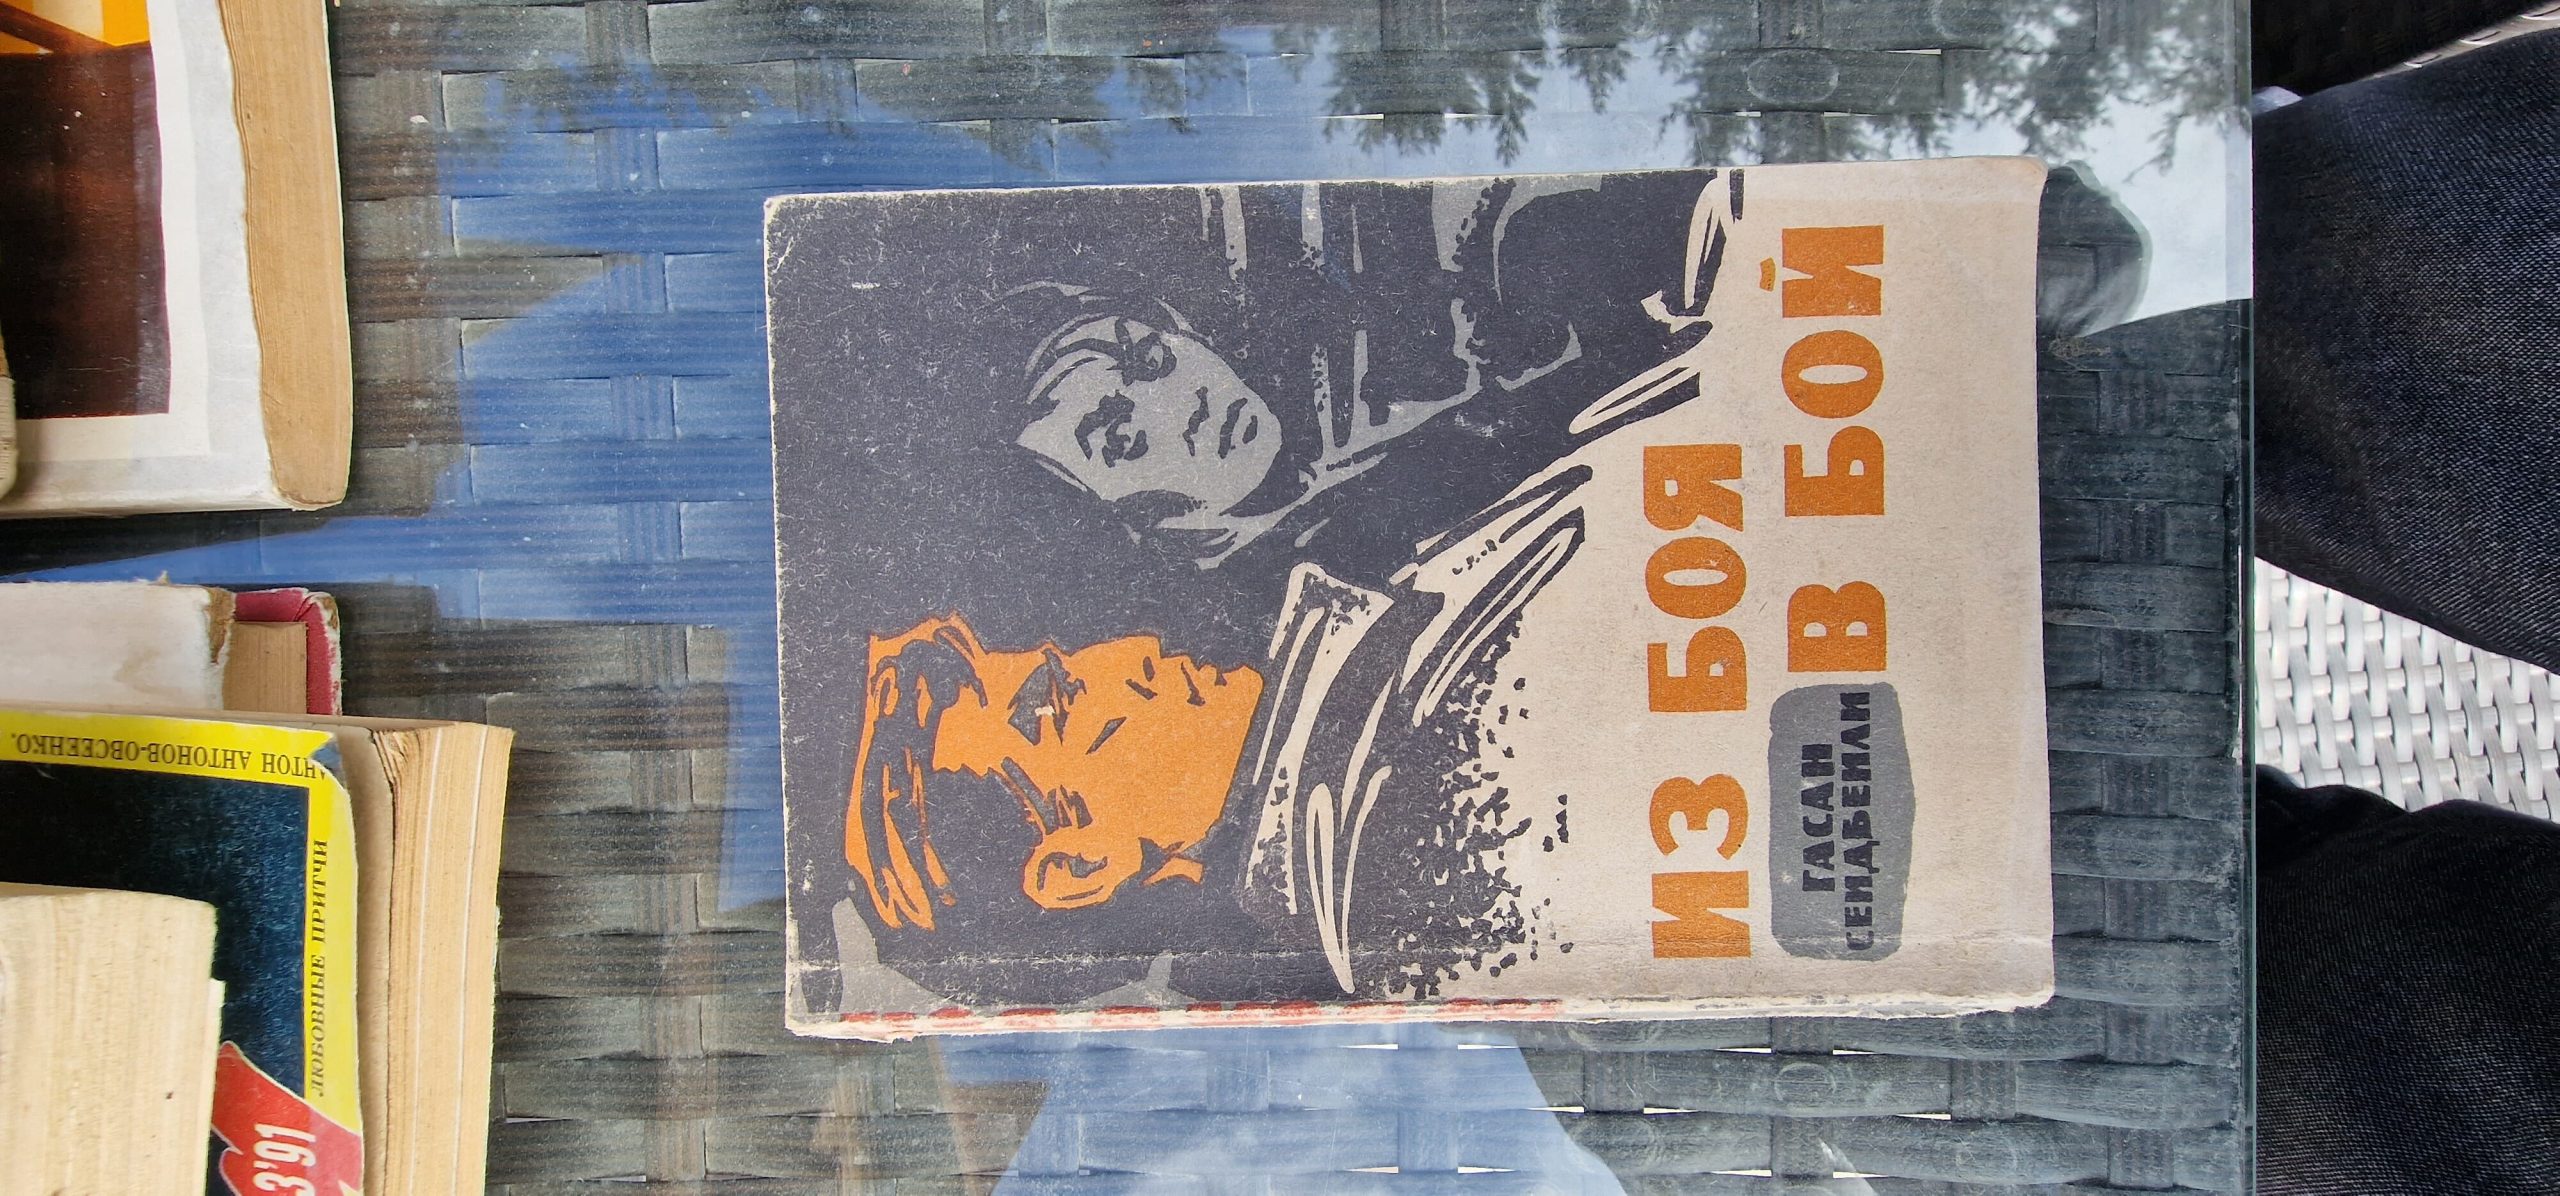 ИЗ БОЯ
В БОЙ
ГАСАН
СЕИДБЕЙЛИ
АНТОН АНТОНОВ-ОВСЕЕНКО.
ЛЮБОВНЫЕ ПРИТЧИ
3'91